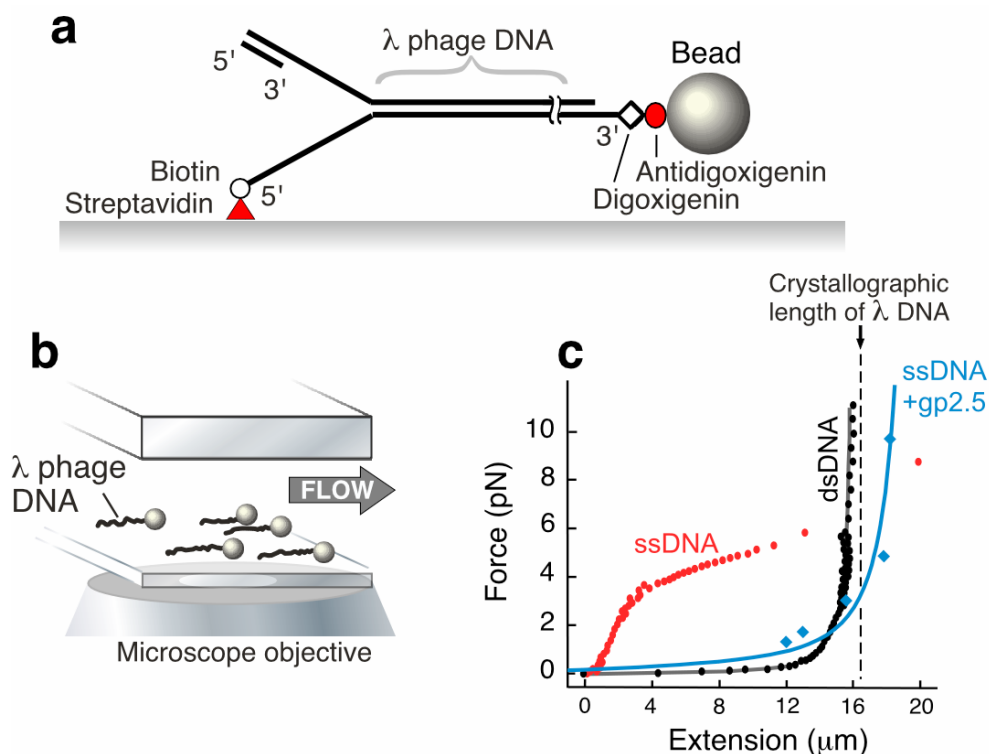 a
λ phage DNA
Bead
5'
3'
3'
Biotin
5'
Antidigoxigenin
Streptavidin
Digoxigenin
Crystallographic
length of λ DNA
b
c
λ phage
DNA
FLOW
Microscope objective
ssDNA
+gp2.5
dsDNA
ssDNA
Force (pN)
10
8
6
4
2
0
0
4
8
12
16
20
Extension (μm)